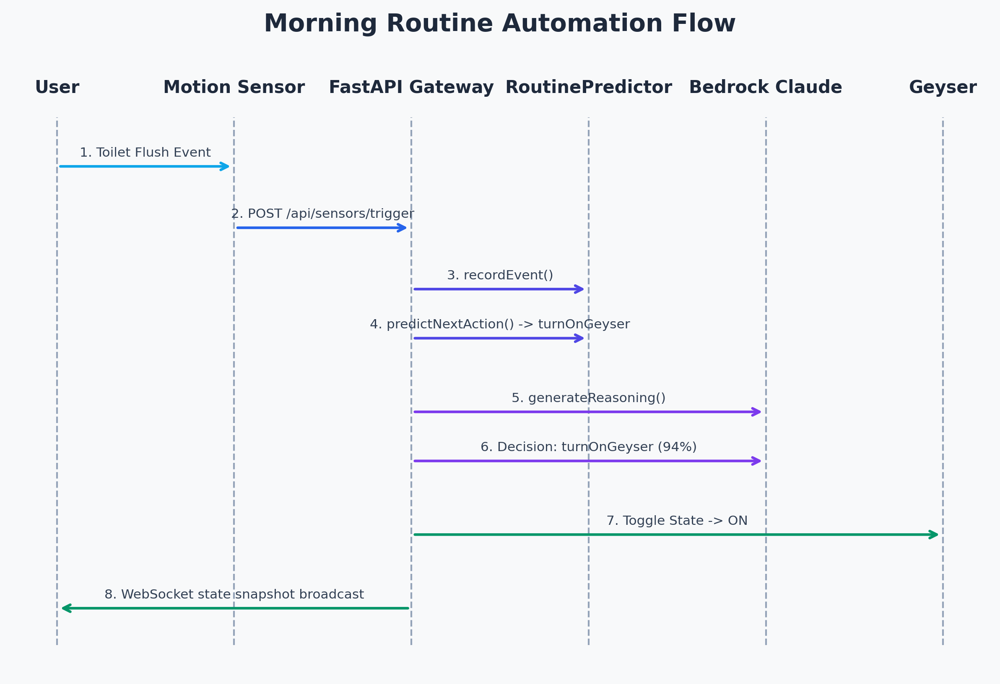 Morning Routine Automation Flow
User
Motion Sensor
FastAPI Gateway
RoutinePredictor
Bedrock Claude
Geyser
1. Toilet Flush Event
2. POST /api/sensors/trigger
3. recordEvent()
4. predictNextAction() -> turnOnGeyser
5. generateReasoning()
6. Decision: turnOnGeyser (94%)
7. Toggle State -> ON
8. WebSocket state snapshot broadcast